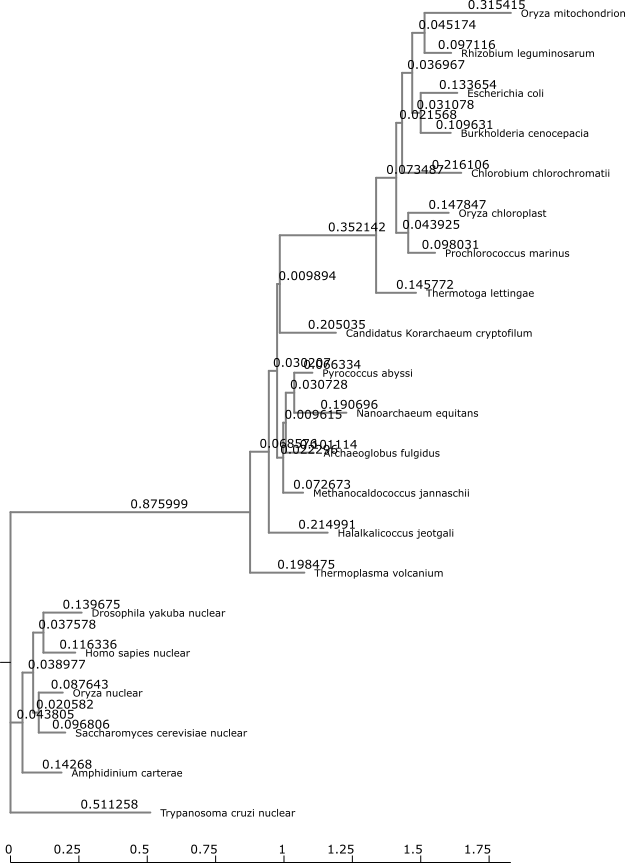 0.315415
Oryza mitochondrion
0.045174
0.097116
Rhizobium leguminosarum
0.036967
0.133654
Escherichia coli
0.031078
0.021568
0.109631
Burkholderia cenocepacia
0.073487
0.216106
Chlorobium chlorochromatii
0.147847
Oryza chloroplast
0.043925
0.352142
0.098031
Prochlorococcus marinus
0.009894
0.145772
Thermotoga lettingae
0.205035
Candidatus Korarchaeum cryptofilum
0.030207
0.066334
Pyrococcus abyssi
0.030728
0.190696
Nanoarchaeum equitans
0.009615
0.101114
Archaeoglobus fulgidus
0.022296
0.072673
Methanocaldococcus jannaschii
0.875999
0.214991
Halalkalicoccus jeotgali
0.198475
Thermoplasma volcanium
0.139675
Drosophila yakuba nuclear
0.037578
0.116336
Homo sapies nuclear
0.038977
0.087643
Oryza nuclear
0.020582
0.043805
0.096806
Saccharomyces cerevisiae nuclear
0.14268
Amphidinium carterae
0.511258
Trypanosoma cruzi nuclear
0 0.25 0.5 0.75 1 1.25 1.5 1.75